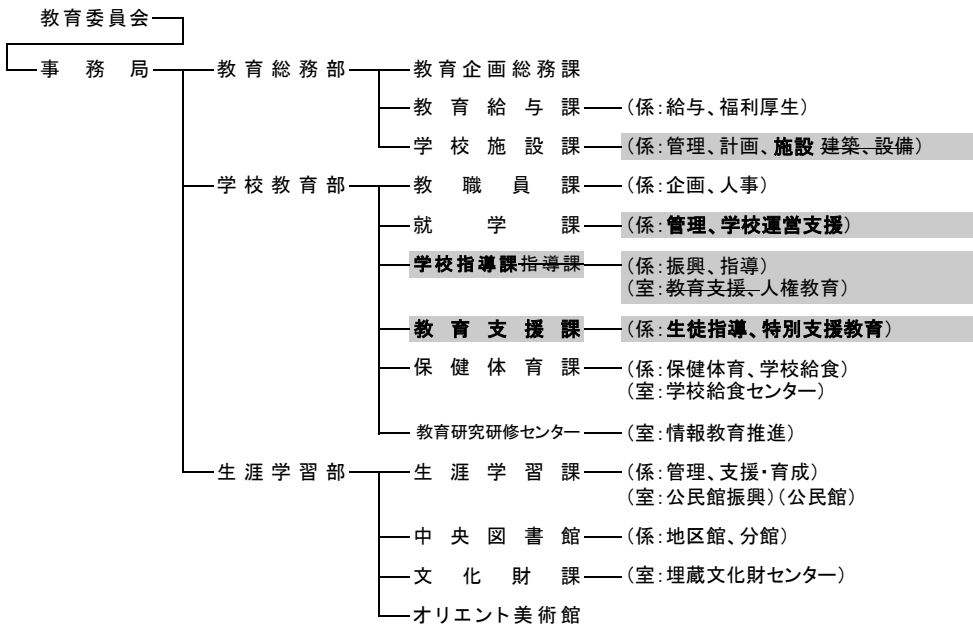 教育委員会
事務局 教育総務部 教育企画総務課
教育給与課 (係:給与、福利厚生)
学校施設課 (係:管理、計画、施設 建築、設備)
学校教育部 教職員課 (係:企画、人事)
就学課 (係:管理、学校運営支援)
学校指導課指導課 (係:振興、指導)
(室:教育支援、人権教育)
教育支援課 (係:生徒指導、特別支援教育)
保健体育課 (係:保健体育、学校給食)
(室:学校給食センター)
教育研究研修センター (室:情報教育推進)
生涯学習部 生涯学習課 (係:管理、支援・育成)
(室:公民館振興)(公民館)
中央図書館 (係:地区館、分館)
文化財課 (室:埋蔵文化財センター)
オリエント美術館